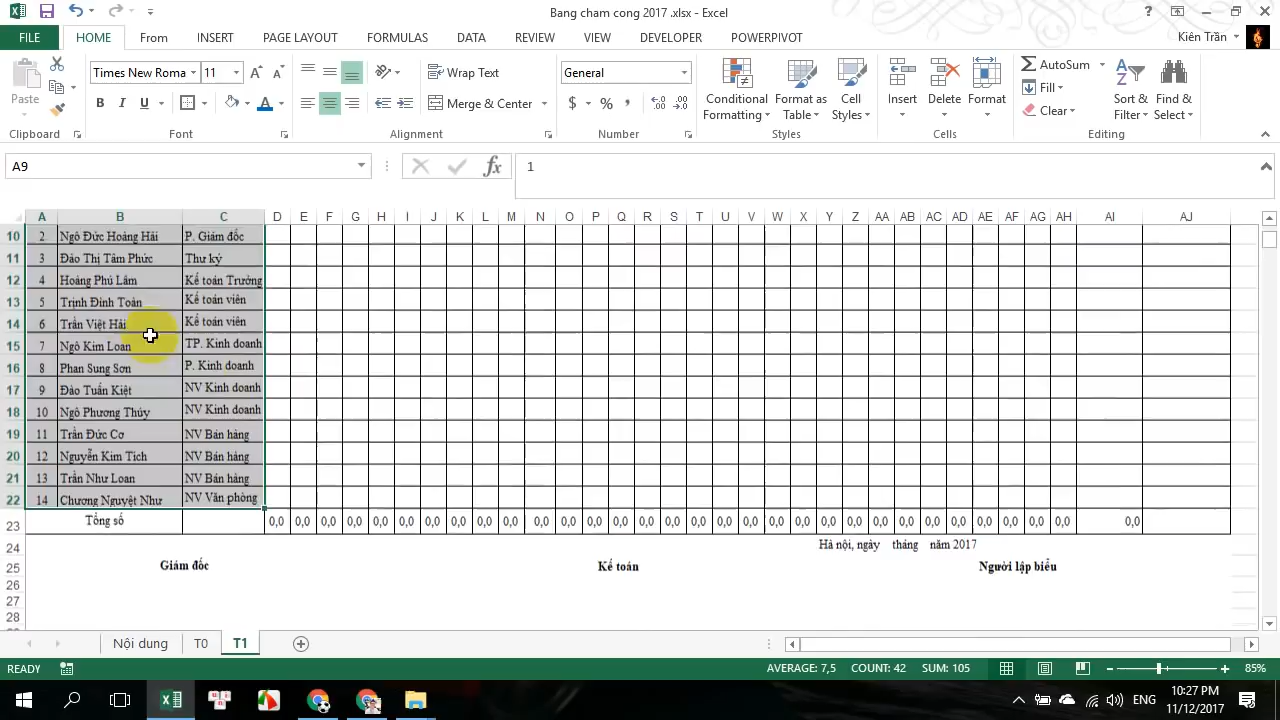 Bang cham cong 2017 .xlsx - Excel
FILE HOME From INSERT PAGE LAYOUT FORMULAS DATA REVIEW VIEW DEVELOPER POWERPIVOT Kiên Trần
Times New Roma 11 Wrap Text General AutoSum
Paste Fill
Merge & Center Conditional Formatting Format as Table Cell Styles Insert Delete Format Clear Sort & Filter Find & Select
Clipboard Font Alignment Number Styles Cells Editing
A9 1
A B C D E F G H I J K L M N O P Q R S T U V W X Y Z AA AB AC AD AE AF AG AH AI AJ
10 2 Ngô Đức Hoàng Hải P. Giám đốc
11 3 Đào Thị Tâm Phức Thư ký
12 4 Hoàng Phú Lâm Kế toán Trưởng
13 5 Trịnh Đình Toản Kế toán viên
14 6 Trần Việt Hải Kế toán viên
15 7 Ngô Kim Loan TP. Kinh doanh
16 8 Phan Sung Sơn P. Kinh doanh
17 9 Đào Tuấn Kiệt NV Kinh doanh
18 10 Ngô Phương Thúy NV Kinh doanh
19 11 Trần Đức Cơ NV Bán hàng
20 12 Nguyễn Kim Tích NV Bán hàng
21 13 Trần Như Loan NV Bán hàng
22 14 Chương Nguyệt Như NV Văn phòng
23 Tổng số 0,0 0,0 0,0 0,0 0,0 0,0 0,0 0,0 0,0 0,0 0,0 0,0 0,0 0,0 0,0 0,0 0,0 0,0 0,0 0,0 0,0 0,0 0,0 0,0 0,0 0,0 0,0 0,0 0,0 0,0 0,0 0,0
24 Hà nội, ngày tháng năm 2017
25 Giám đốc Kế toán Người lập biểu
26
27
28
Nội dung T0 T1
READY AVERAGE: 7,5 COUNT: 42 SUM: 105 85%
10:27 PM
ENG
11/12/2017